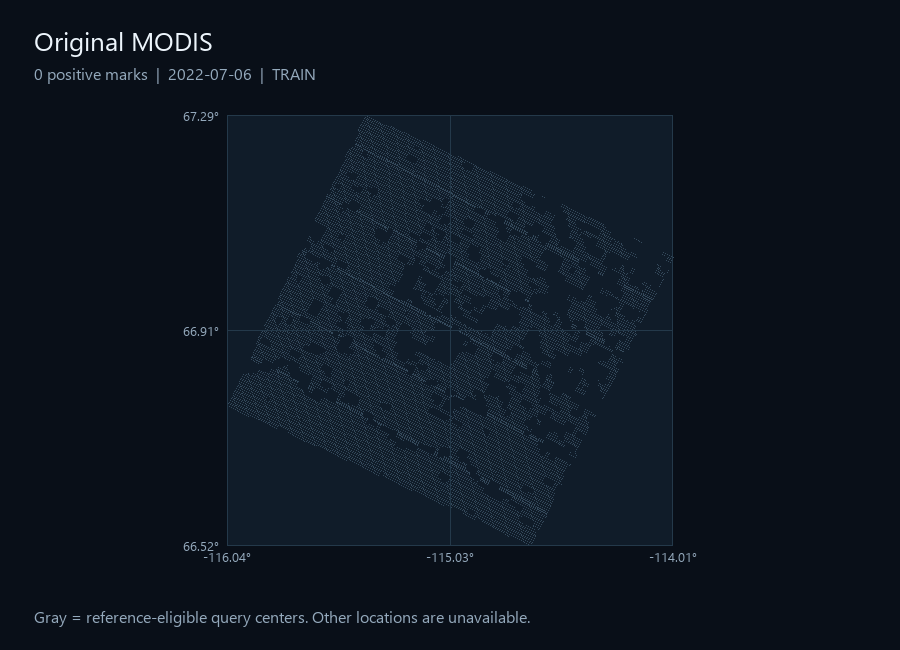 Original MODIS
0 positive marks | 2022-07-06 | TRAIN
67.29°
66.91°
66.52°
-116.04° -115.03° -114.01°
Gray = reference-eligible query centers. Other locations are unavailable.